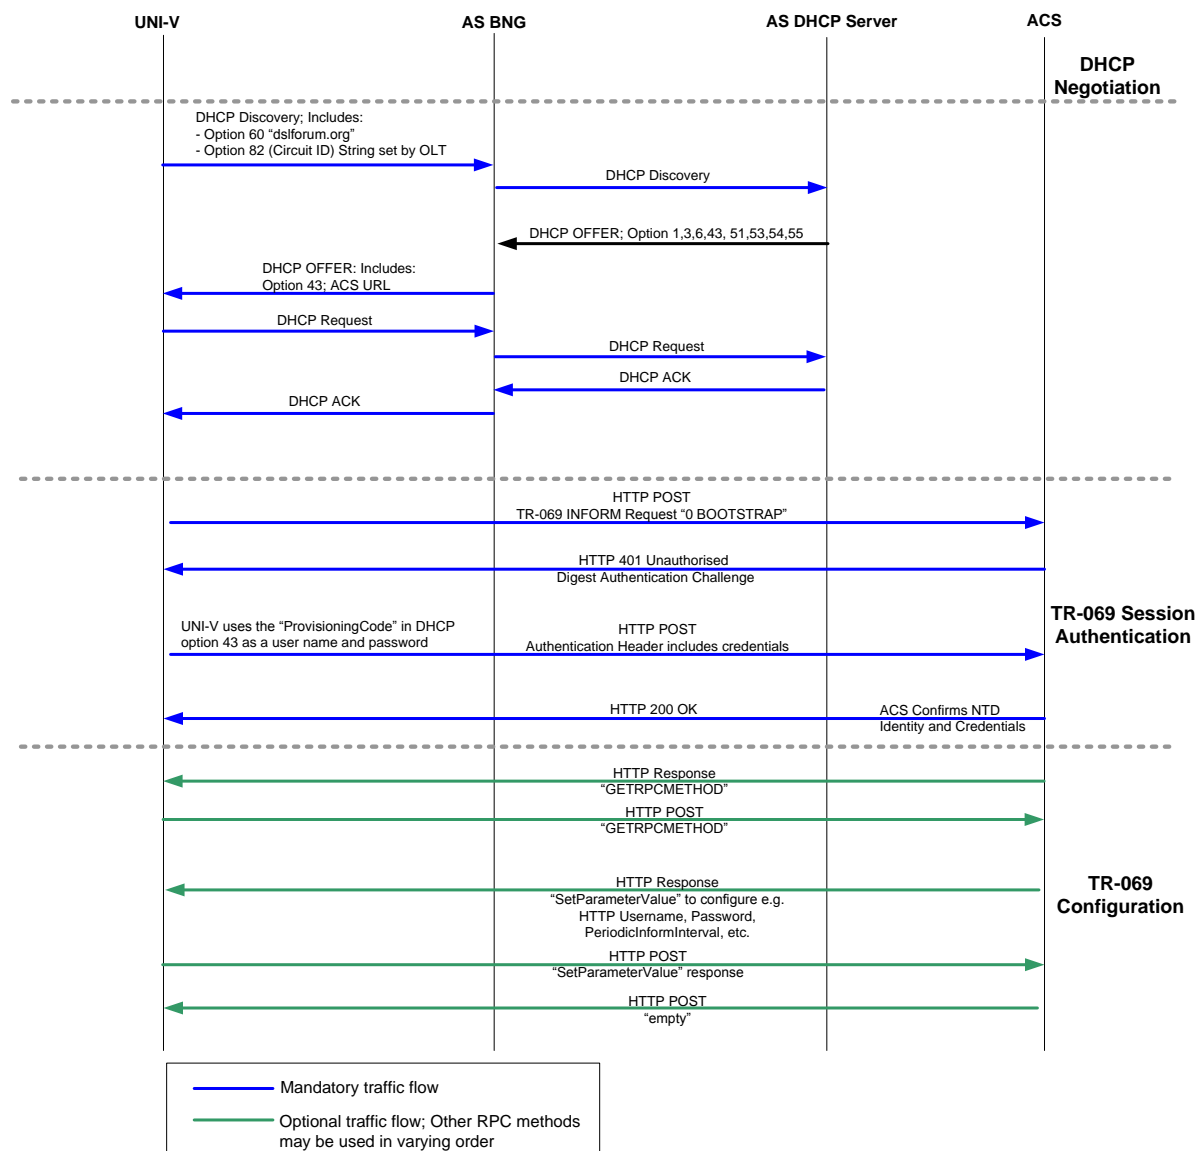 UNI-V
AS BNG
AS DHCP Server
ACS
DHCP
Negotiation
DHCP Discovery; Includes:
- Option 60 “dslforum.org”
- Option 82 (Circuit ID) String set by OLT
DHCP Discovery
DHCP OFFER; Option 1,3,6,43, 51,53,54,55
DHCP OFFER: Includes:
Option 43; ACS URL
DHCP Request
DHCP Request
DHCP ACK
DHCP ACK
HTTP POST
TR-069 INFORM Request “0 BOOTSTRAP”
HTTP 401 Unauthorised
Digest Authentication Challenge
TR-069 Session
Authentication
UNI-V uses the “ProvisioningCode” in DHCP
option 43 as a user name and password
HTTP POST
Authentication Header includes credentials
HTTP 200 OK
ACS Confirms NTD
Identity and Credentials
HTTP Response
“GETRPCMETHOD”
HTTP POST
“GETRPCMETHOD”
HTTP Response
“SetParameterValue” to configure e.g.
HTTP Username, Password,
PeriodicInformInterval, etc.
TR-069
Configuration
HTTP POST
“SetParameterValue” response
HTTP POST
“empty”
Mandatory traffic flow
Optional traffic flow; Other RPC methods
may be used in varying order